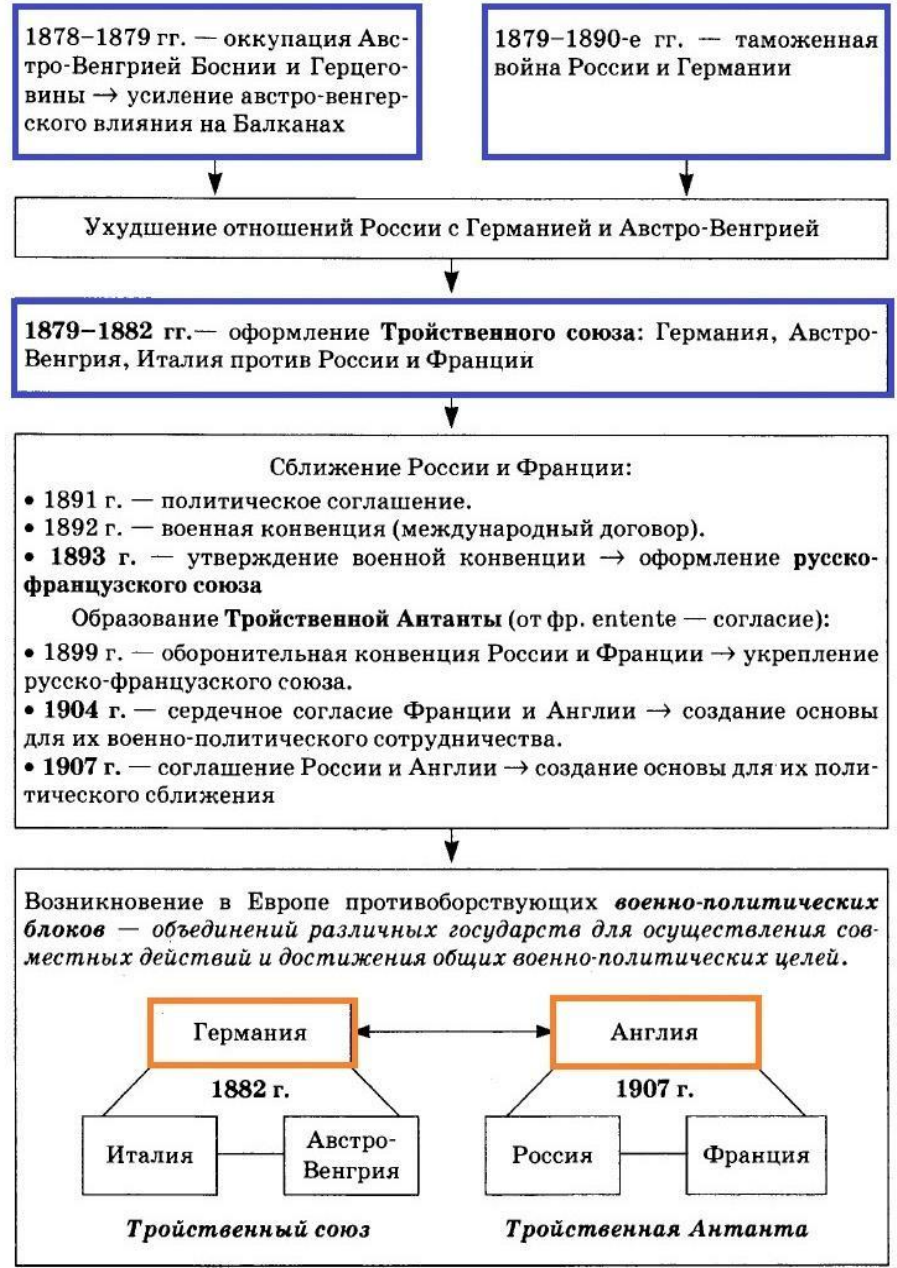 1878–1879 гг. — оккупация Авс-
тро-Венгрией Боснии и Герцего-
вины → усиление австро-венгер-
ского влияния на Балканах
1879–1890-е гг. — таможенная
война России и Германии
Ухудшение отношений России с Германией и Австро-Венгрией
1879–1882 гг.— оформление Тройственного союза: Германия, Австро-
Венгрия, Италия против России и Франции
Сближение России и Франции:
• 1891 г. — политическое соглашение.
• 1892 г. — военная конвенция (международный договор).
• 1893 г. — утверждение военной конвенции → оформление русско-
французского союза
Образование Тройственной Антанты (от фр. entente — согласие):
• 1899 г. — оборонительная конвенция России и Франции → укрепление
русско-французского союза.
• 1904 г. — сердечное согласие Франции и Англии → создание основы
для их военно-политического сотрудничества.
• 1907 г. — соглашение России и Англии → создание основы для их поли-
тического сближения
Возникновение в Европе противоборствующих военно-политических
блоков — объединений различных государств для осуществления сов-
местных действий и достижения общих военно-политических целей.
Германия
Англия
1882 г.
1907 г.
Италия
Австро-
Венгрия
Россия
Франция
Тройственный союз
Тройственная Антанта